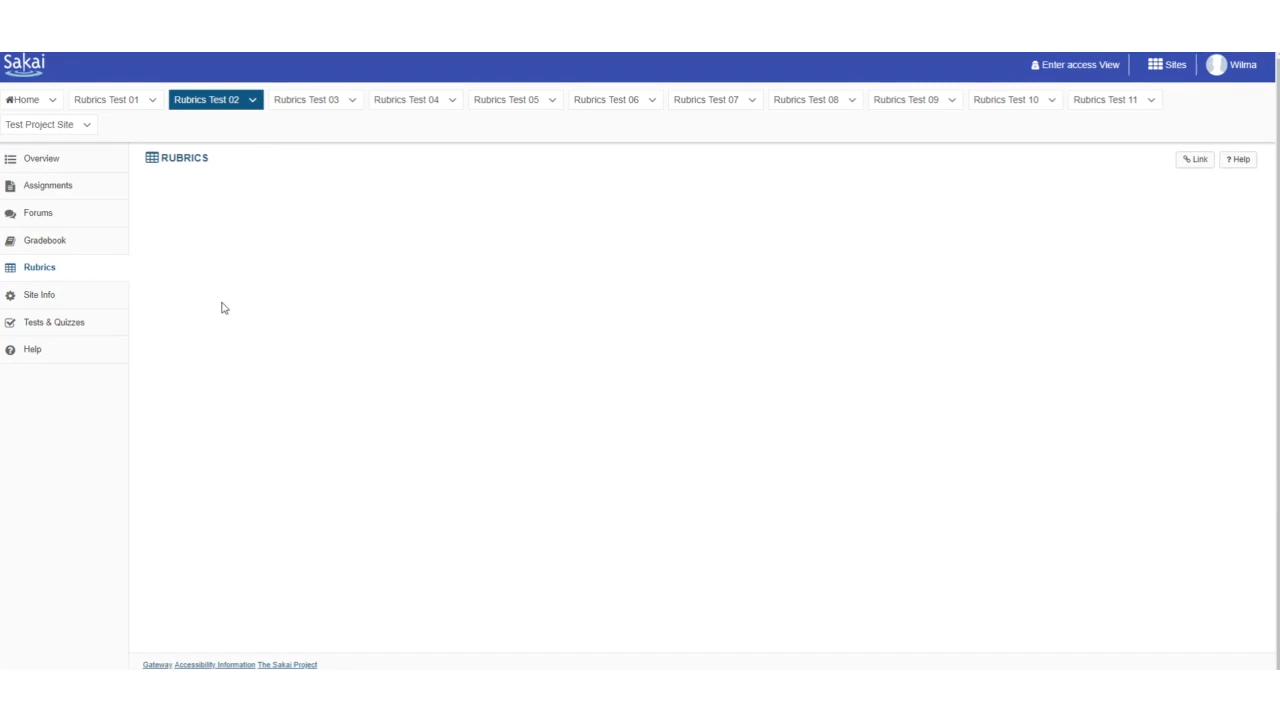 Sakai
Enter access View Sites Wilma
Home Rubrics Test 01 Rubrics Test 02 Rubrics Test 03 Rubrics Test 04 Rubrics Test 05 Rubrics Test 06 Rubrics Test 07 Rubrics Test 08 Rubrics Test 09 Rubrics Test 10 Rubrics Test 11
Test Project Site
Overview
Assignments
Forums
Gradebook
Rubrics
Site Info
Tests & Quizzes
Help
RUBRICS
Link ? Help
Gateway Accessibility Information The Sakai Project